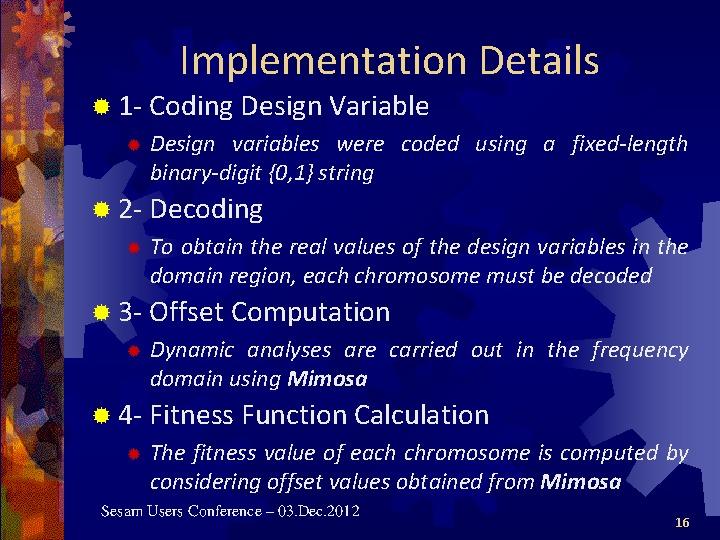 Implementation Details
1- Coding Design Variable
Design variables were coded using a fixed-length
binary-digit {0,1} string
2- Decoding
To obtain the real values of the design variables in the
domain region, each chromosome must be decoded
3- Offset Computation
Dynamic analyses are carried out in the frequency
domain using Mimosa
4- Fitness Function Calculation
The fitness value of each chromosome is computed by
considering offset values obtained from Mimosa
Sesam Users Conference – 03.Dec.2012
16